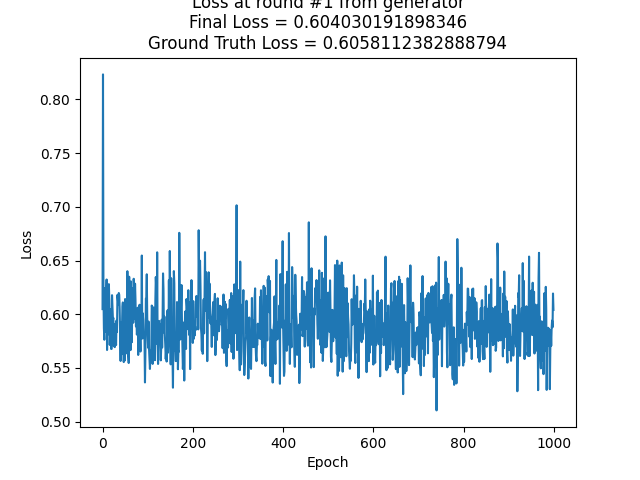 Loss at round #1 from generator
Final Loss = 0.604030191898346
Ground Truth Loss = 0.6058112382888794
0.80
0.75
0.70
0.65
0.60
0.55
0.50
Loss
0
200
400
600
800
1000
Epoch